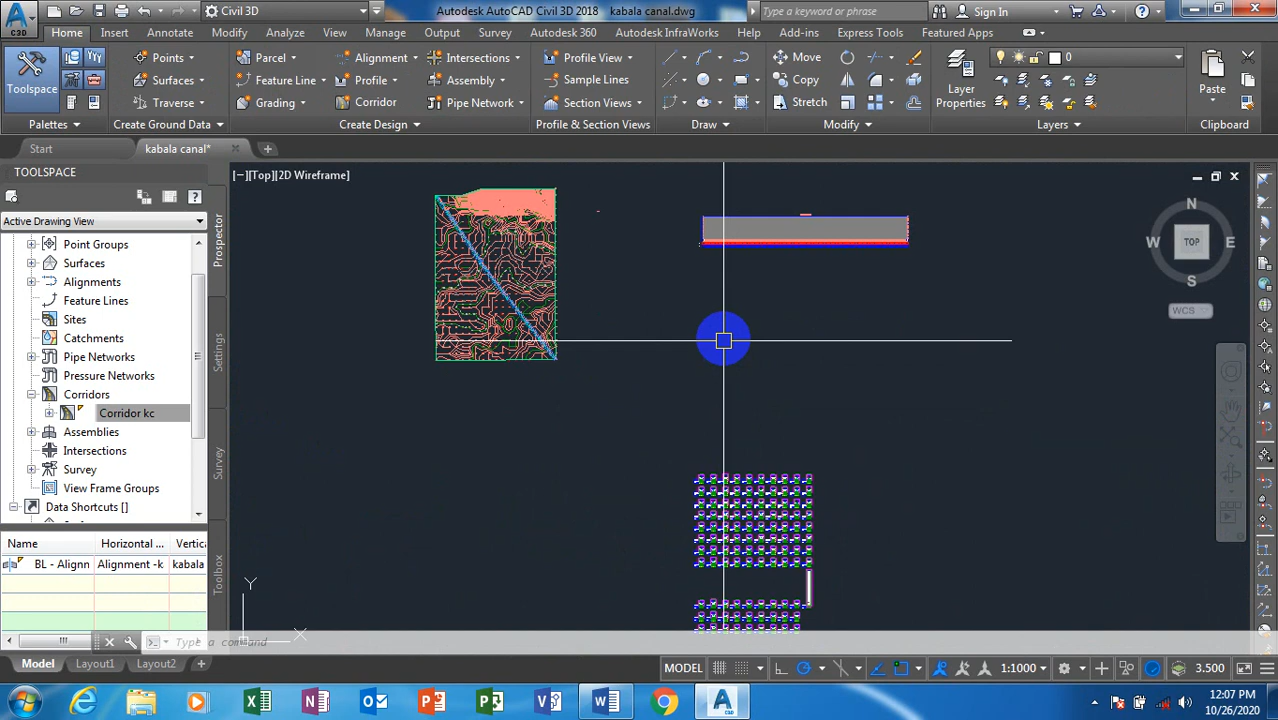 Civil 3D
Autodesk AutoCAD Civil 3D 2018 kabala canal.dwg
Type a keyword or phrase
Sign In
A
C3D
Home Insert Annotate Modify Analyze View Manage Output Survey Autodesk 360 Autodesk InfraWorks Help Add-ins Express Tools Featured Apps
Toolspace
Points
Surfaces
Traverse
Parcel
Feature Line
Grading
Alignment
Profile
Corridor
Intersections
Assembly
Pipe Network
Profile View
Sample Lines
Section Views
Move
Copy
Stretch
Layer
Properties
0
Paste
Palettes
Create Ground Data
Create Design
Profile & Section Views
Draw
Modify
Layers
Clipboard
Start
kabala canal*
TOOLSPACE
[−][Top][2D Wireframe]
Active Drawing View
Point Groups
Surfaces
Alignments
Feature Lines
Sites
Catchments
Pipe Networks
Pressure Networks
Corridors
Corridor kc
Assemblies
Intersections
Survey
View Frame Groups
Data Shortcuts []
Prospector
Settings
Survey
Toolbox
N
W TOP E
S
WCS
Name Horizontal ... Vertica
BL - Alignn Alignment -k kabala
Y
X
Type a command
Model Layout1 Layout2
MODEL
1:1000
3.500
12:07 PM
10/26/2020